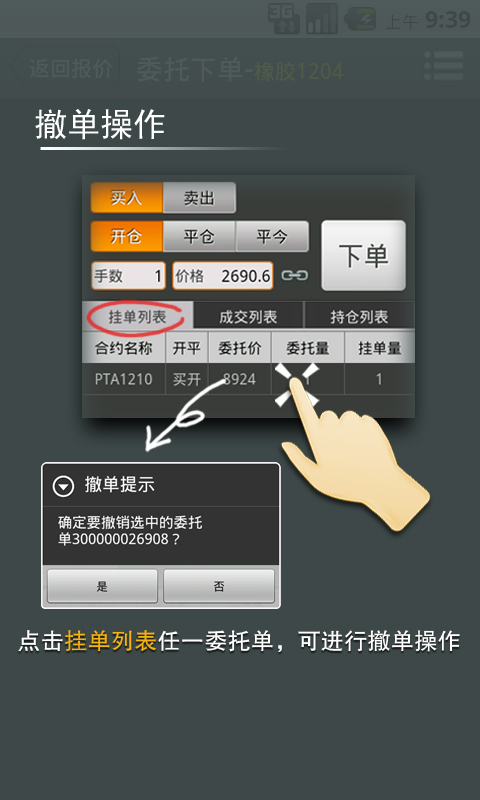 3G 上午 9:39
返回报价 委托下单-橡胶1204
撤单操作
买入 卖出
开仓 平仓 平今
下单
手数 1 价格 2690.6
挂单列表 成交列表 持仓列表
合约名称 开平 委托价 委托量 挂单量
PTA1210 买开 8924 1
撤单提示
确定要撤销选中的委托
单300000026908？
是 否
点击挂单列表任一委托单，可进行撤单操作